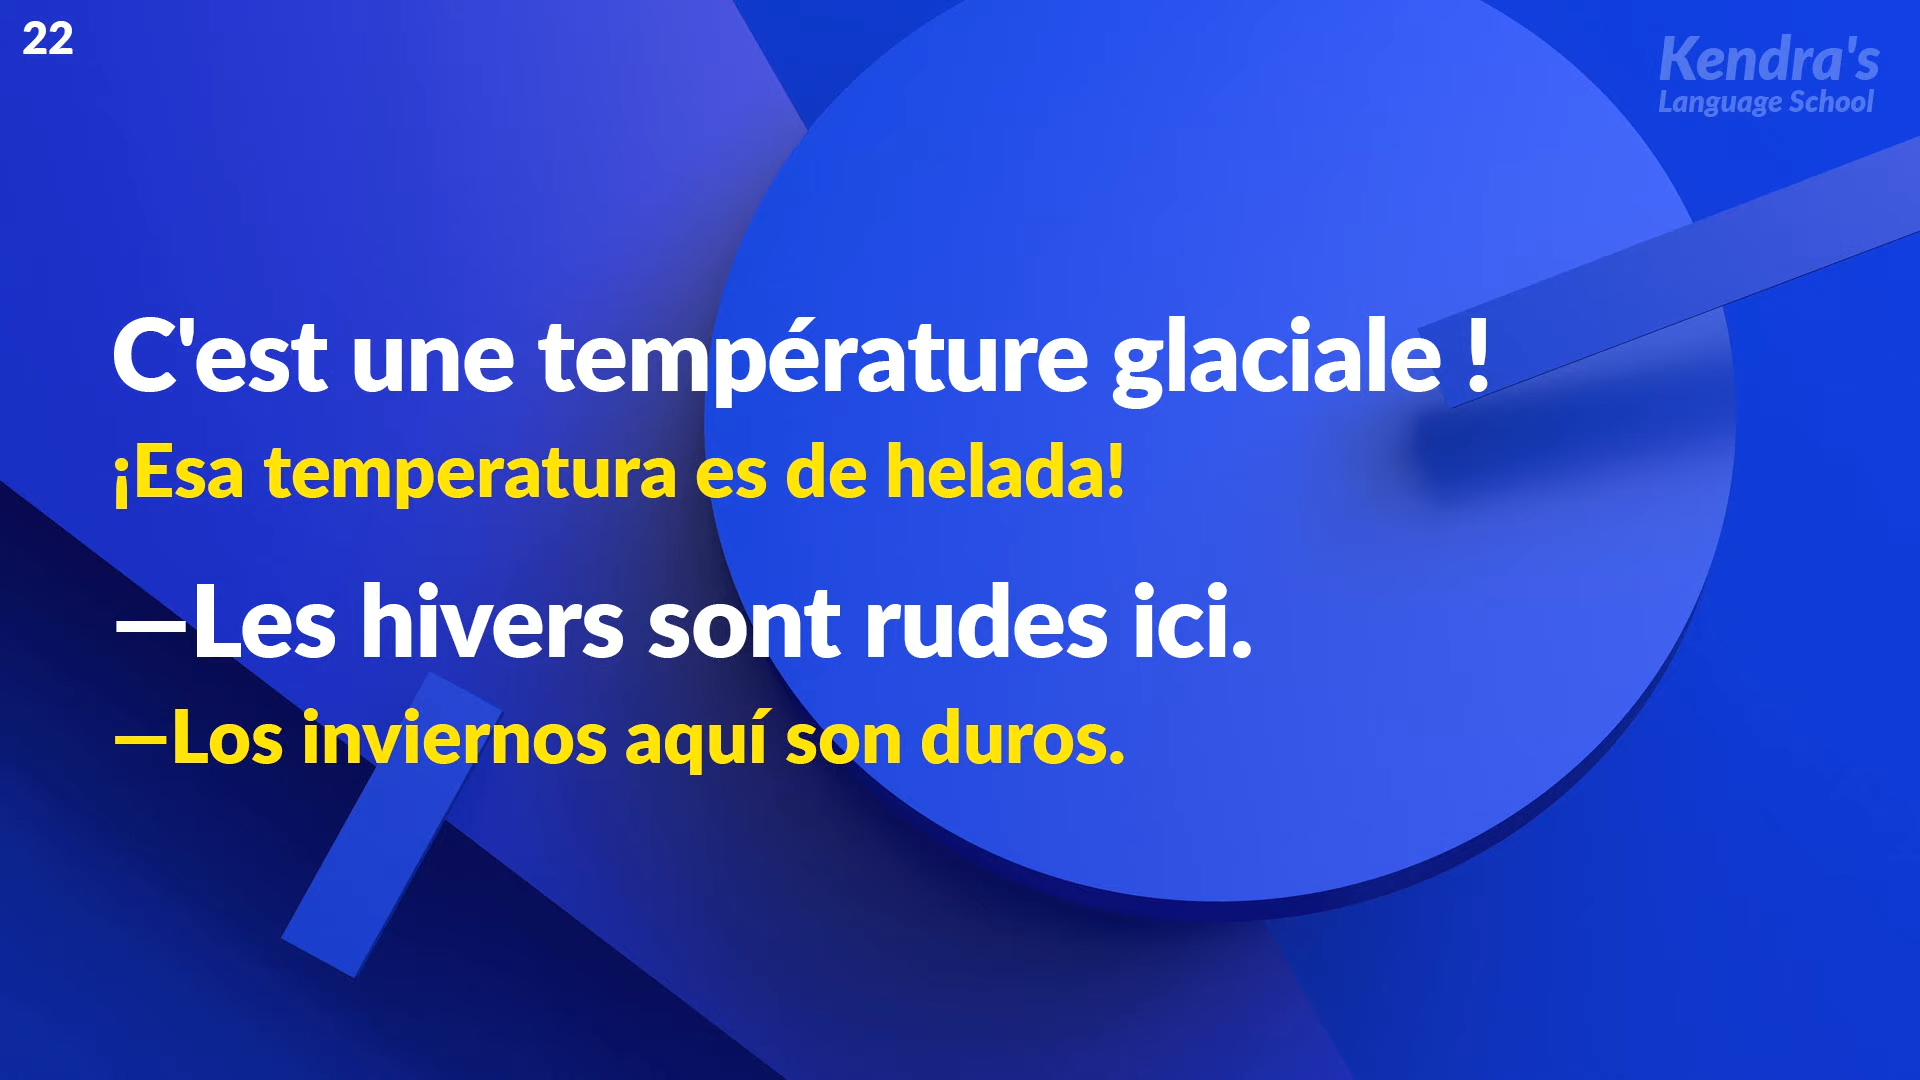 22
Kendra's
Language School
C'est une température glaciale !
¡Esa temperatura es de helada!
—Les hivers sont rudes ici.
—Los inviernos aquí son duros.